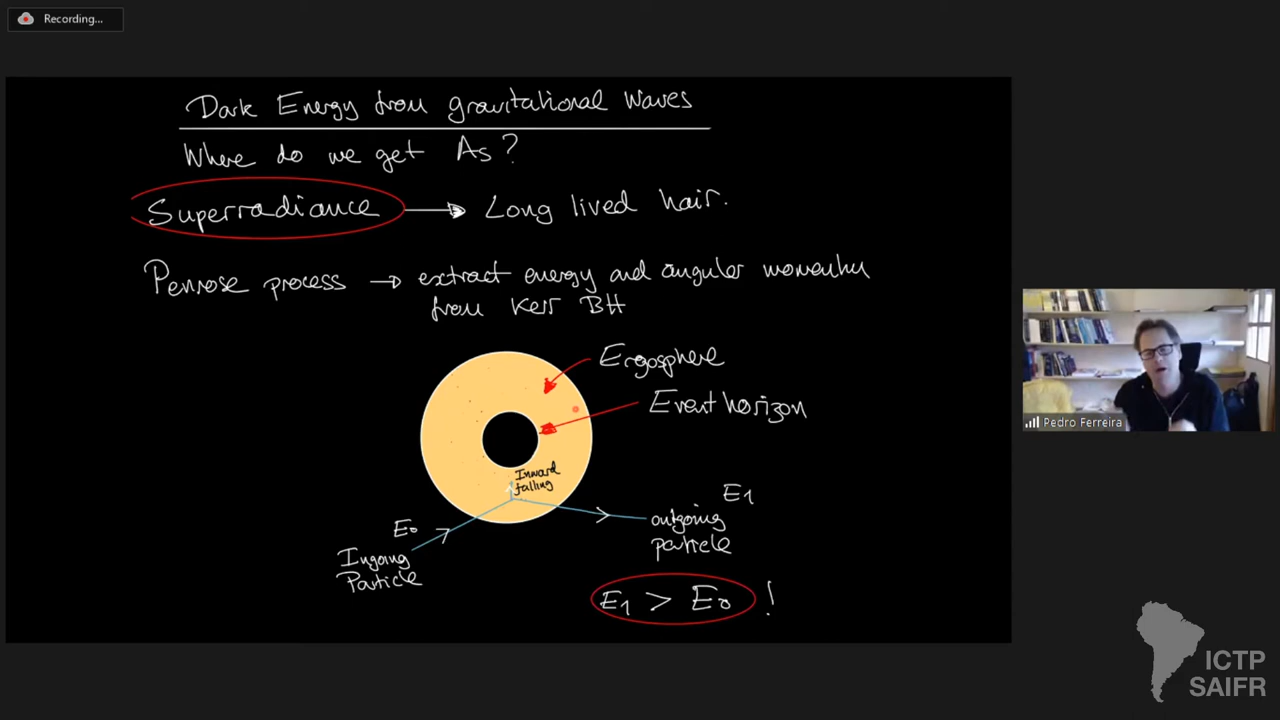 Recording...
Dark Energy from gravitational waves
Where do we get As?
Superradiance → Long lived hair.
Penrose process → extract energy and angular momentum
from Kerr BH
Ergosphere
Event horizon
Inward
falling
E1
E0
outgoing
particle
Ingoing
Particle
E1 > E0 !
Pedro Ferreira
ICTP
SAIFR